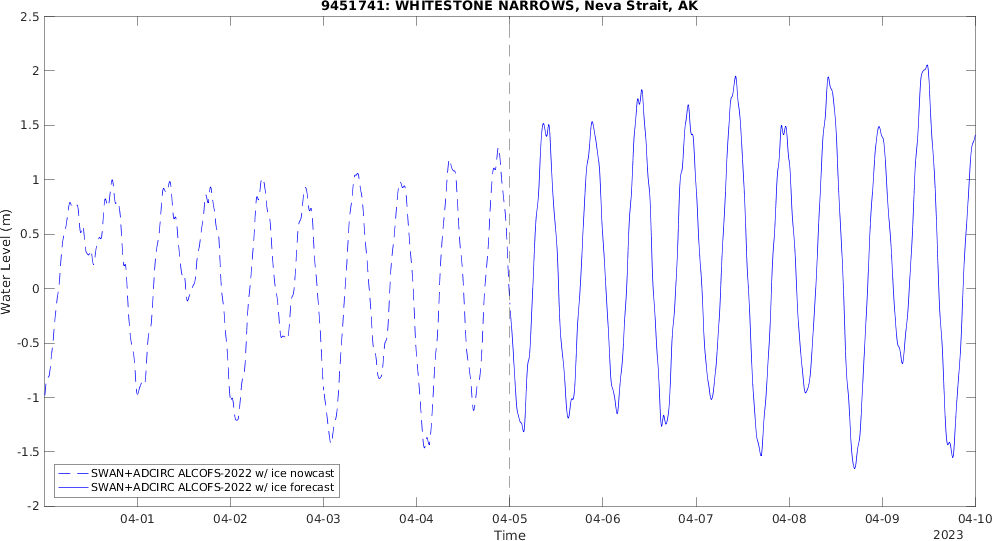 9451741: WHITESTONE NARROWS, Neva Strait, AK
2.5
2
1.5
1
0.5
0
-0.5
-1
-1.5
-2
Water Level (m)
SWAN+ADCIRC ALCOFS-2022 w/ ice nowcast
SWAN+ADCIRC ALCOFS-2022 w/ ice forecast
04-01 04-02 04-03 04-04 04-05 04-06 04-07 04-08 04-09 04-10
Time
2023